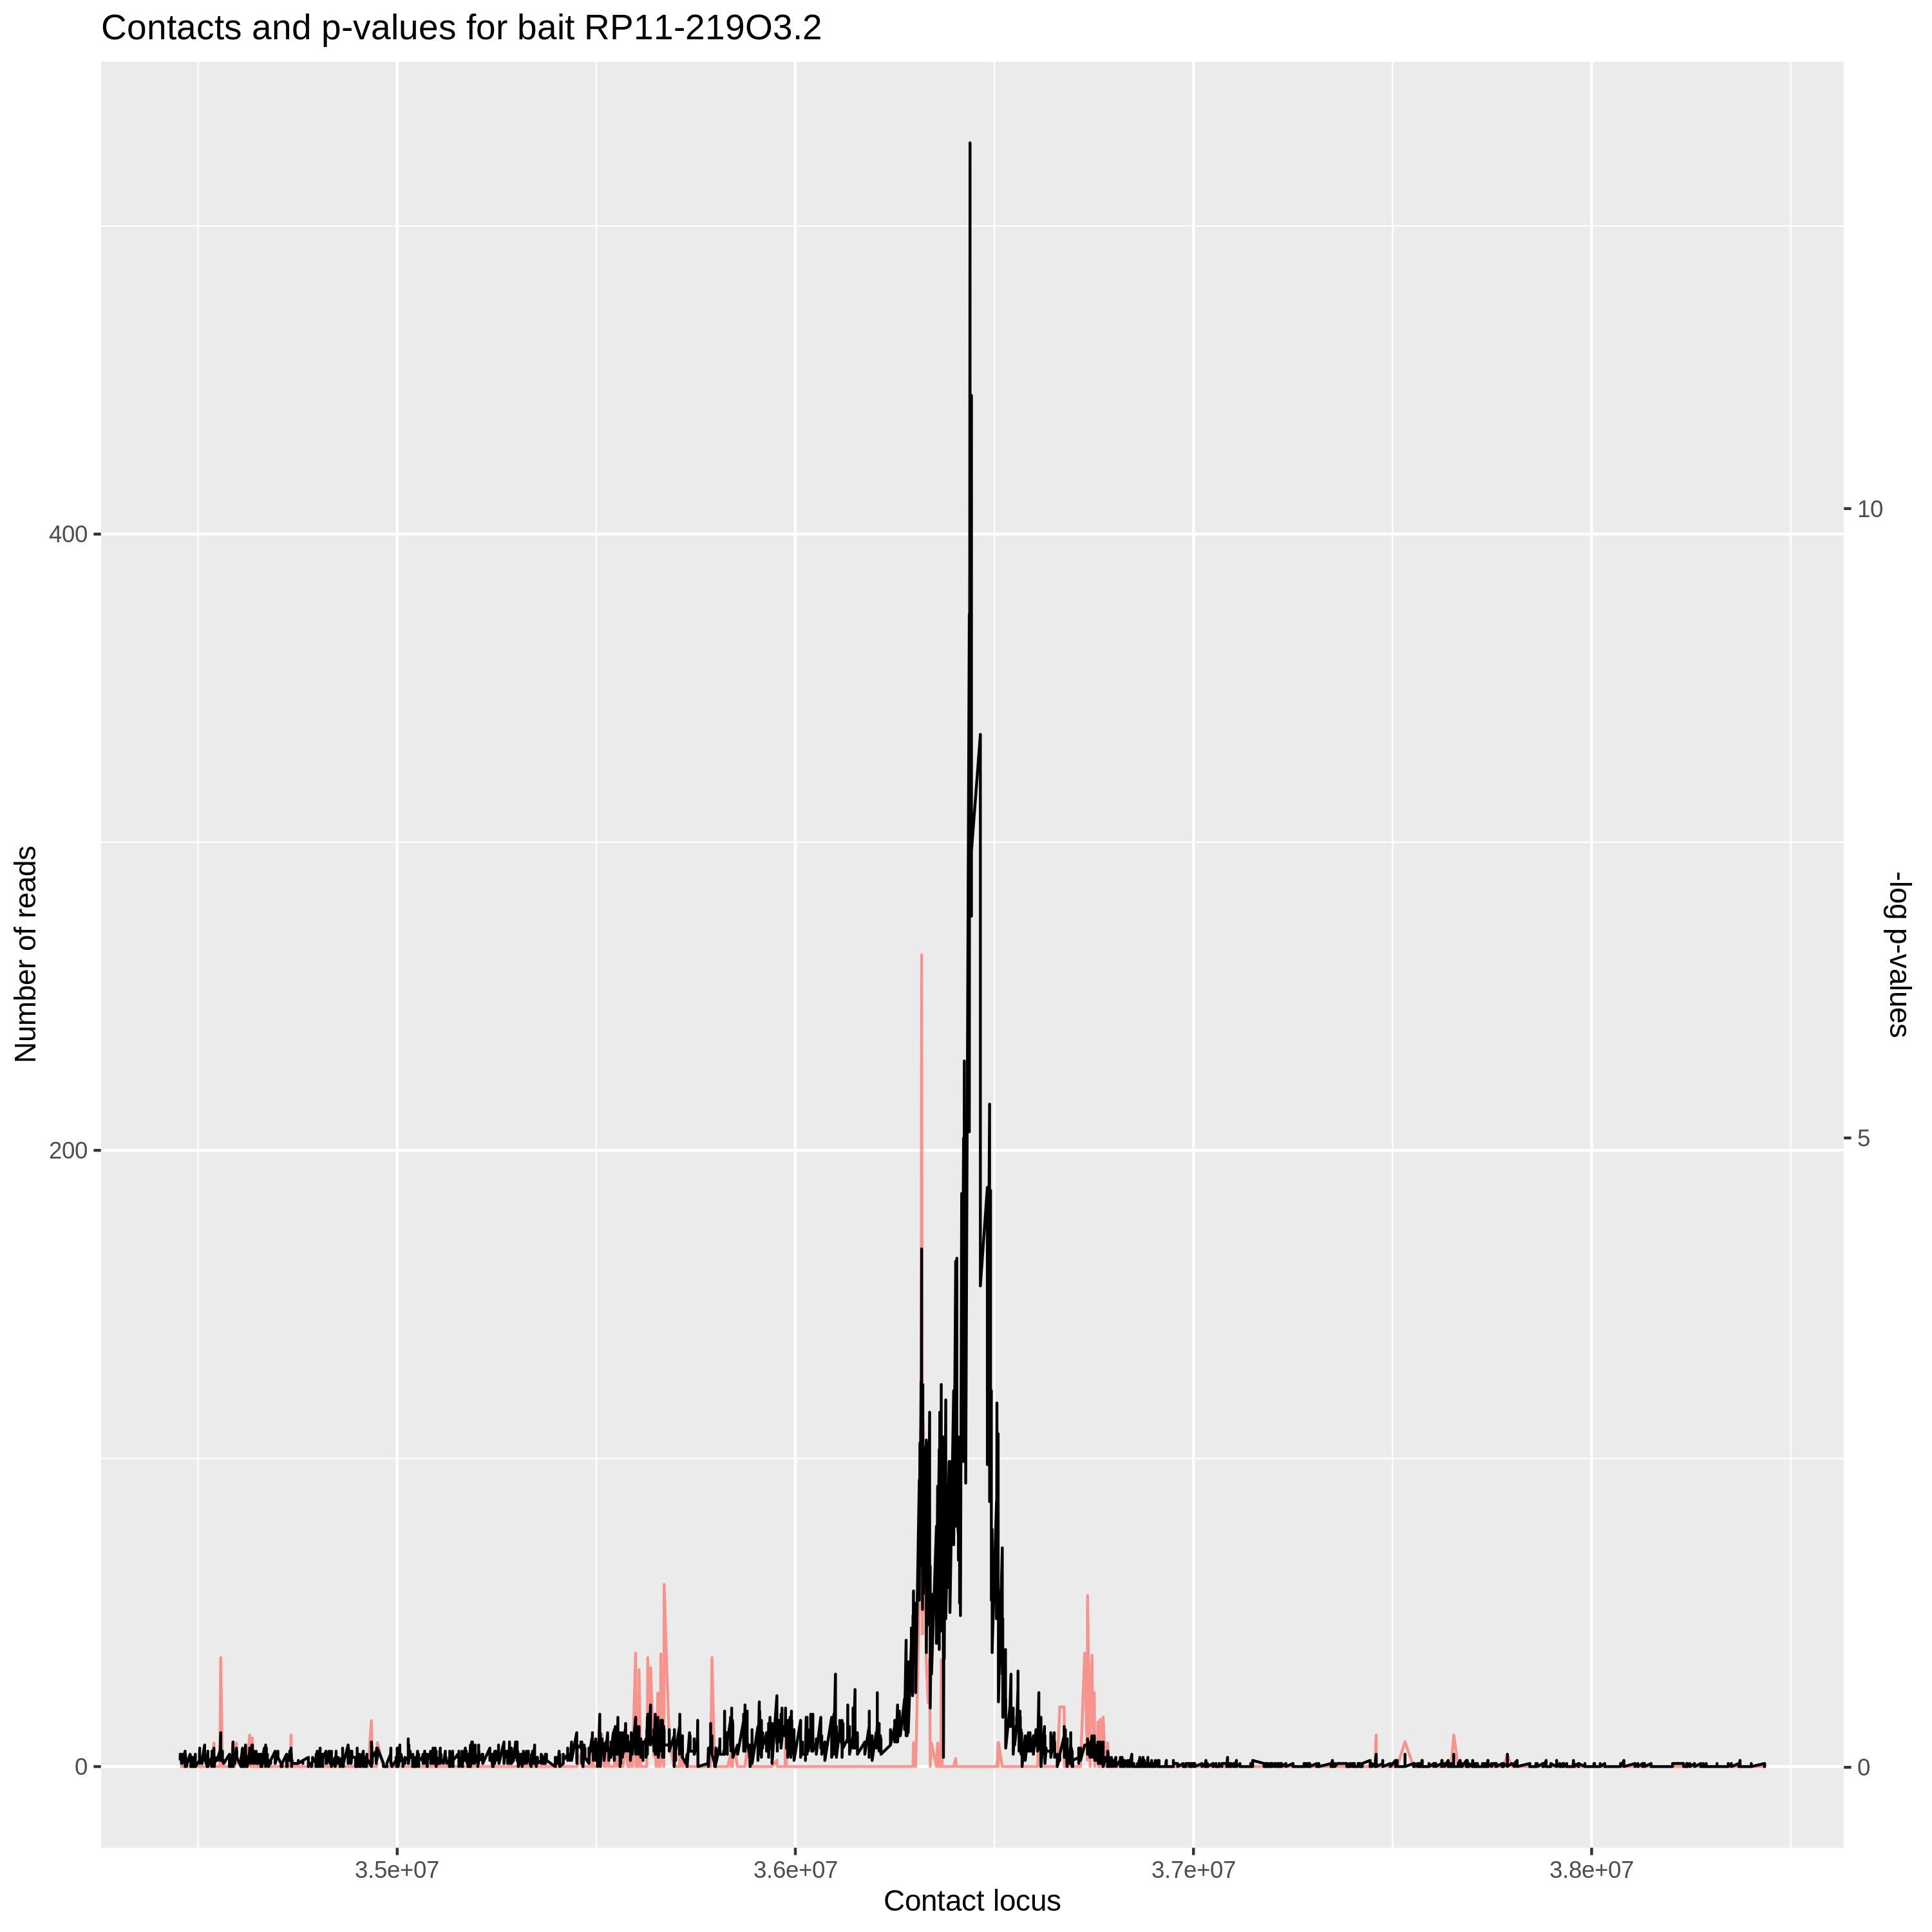 Contacts and p-values for bait RP11-219O3.2
Number of reads
400
200
0
10
5
0
-log p-values
3.5e+07
3.6e+07
3.7e+07
3.8e+07
Contact locus